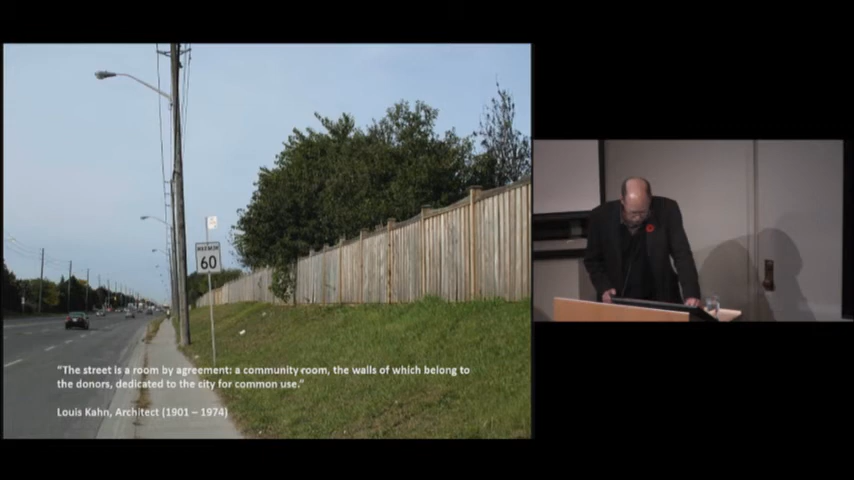 MAXIMUM
60
“The street is a room by agreement: a community room, the walls of which belong to
the donors, dedicated to the city for common use.”
Louis Kahn, Architect (1901 – 1974)